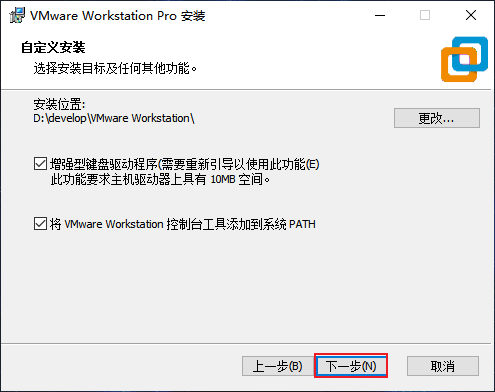 VMware Workstation Pro 安装
自定义安装
选择安装目标及任何其他功能。
安装位置:
D:\develop\VMware Workstation\
更改...
增强型键盘驱动程序(需要重新引导以使用此功能(E)
此功能要求主机驱动器上具有 10MB 空间。
将 VMware Workstation 控制台工具添加到系统 PATH
上一步(B)
下一步(N)
取消